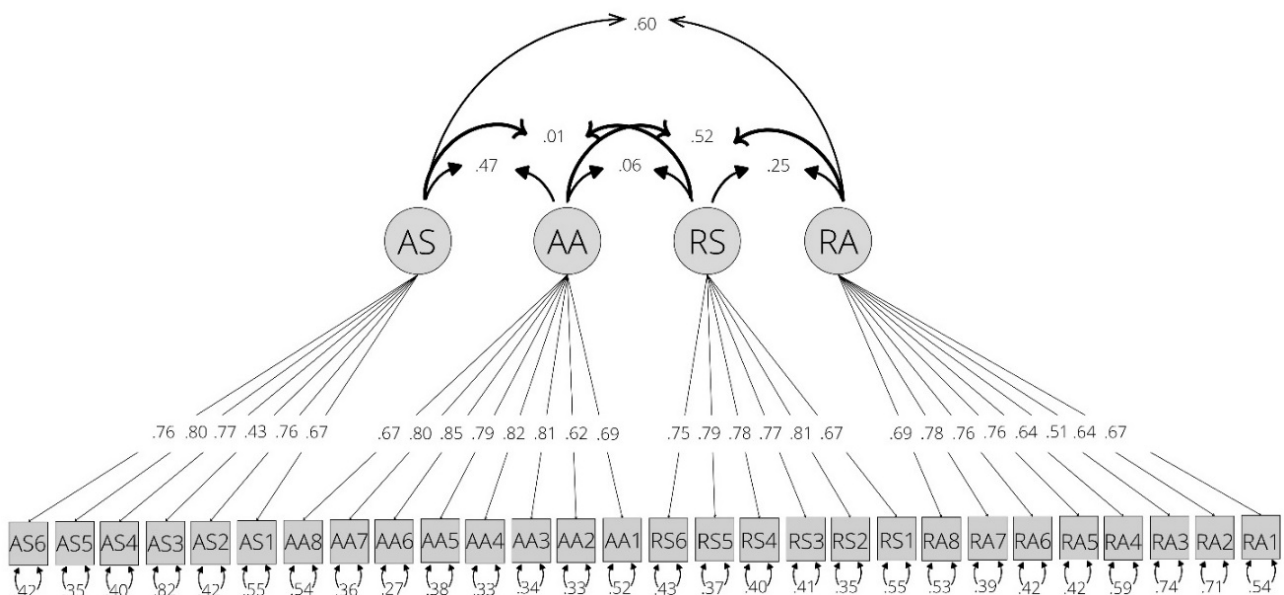 .60
.01 .52
.47 .06 .25
AS AA RS RA
.76 .80 .77 .43 .76 .67 .67 .80 .85 .79 .82 .81 .62 .69 .75 .79 .78 .77 .81 .67 .69 .78 .76 .76 .64 .51 .64 .67
AS6 AS5 AS4 AS3 AS2 AS1 AA8 AA7 AA6 AA5 AA4 AA3 AA2 AA1 RS6 RS5 RS4 RS3 RS2 RS1 RA8 RA7 RA6 RA5 RA4 RA3 RA2 RA1
.42 .35 .40 .82 .42 .55 .54 .36 .27 .38 .33 .34 .33 .52 .43 .37 .40 .41 .35 .55 .53 .39 .42 .42 .59 .74 .71 .54